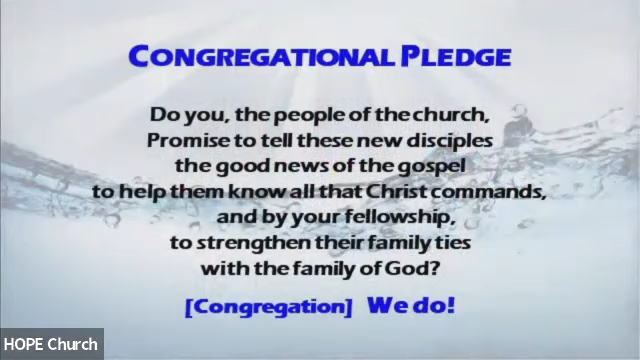 CONGREGATIONAL PLEDGE
Do you, the people of the church,
Promise to tell these new disciples
the good news of the gospel
to help them know all that Christ commands,
and by your fellowship,
to strengthen their family ties
with the family of God?
[Congregation] We do!
HOPE Church